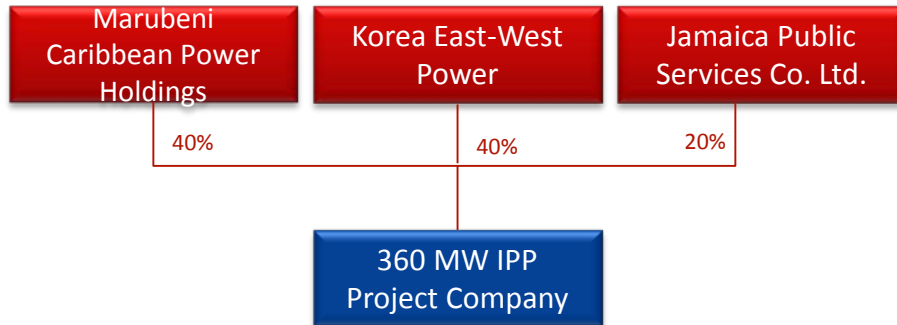 Marubeni
Caribbean Power
Holdings
Korea East-West
Power
Jamaica Public
Services Co. Ltd.
40%
40%
20%
360 MW IPP
Project Company